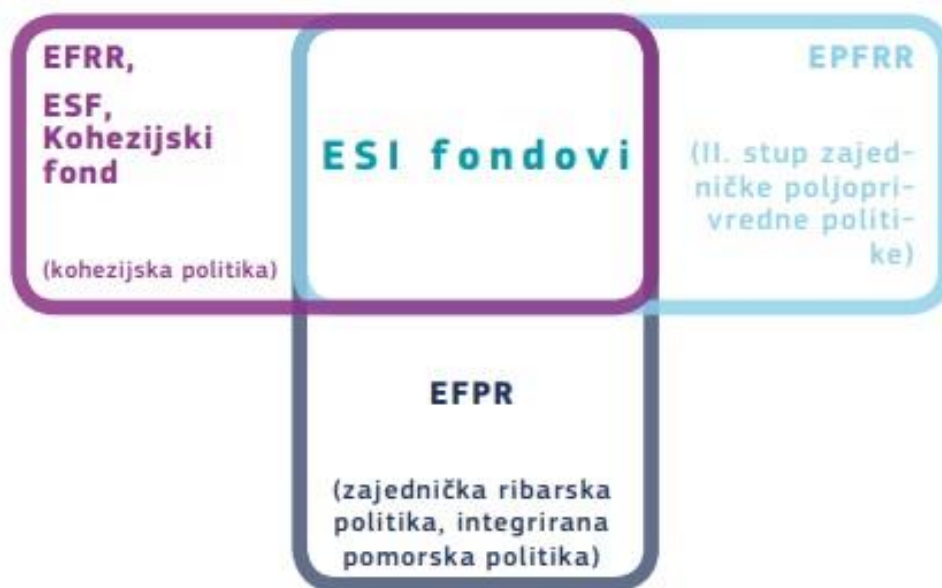 EFRR,
ESF,
Kohezijski
fond
(kohezijska politika)
ESI fondovi
EPFRR
(II. stup zajed-
ničke poljopri-
vredne politi-
ke)
EFPR
(zajednička ribarska
politika, integrirana
pomorska politika)